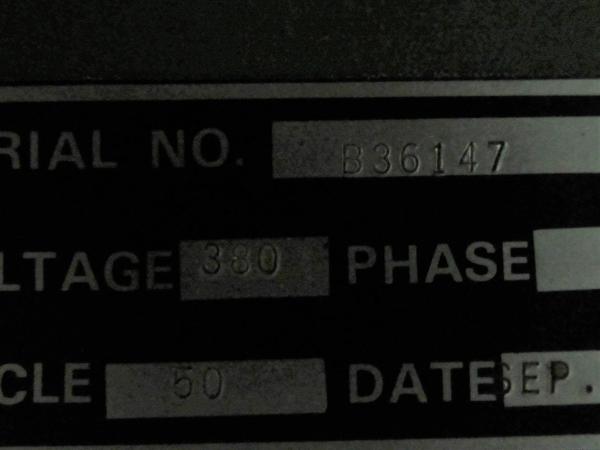 RIAL NO. B36147
LTAGE 380 PHASE
CLE 50 DATE SEP.